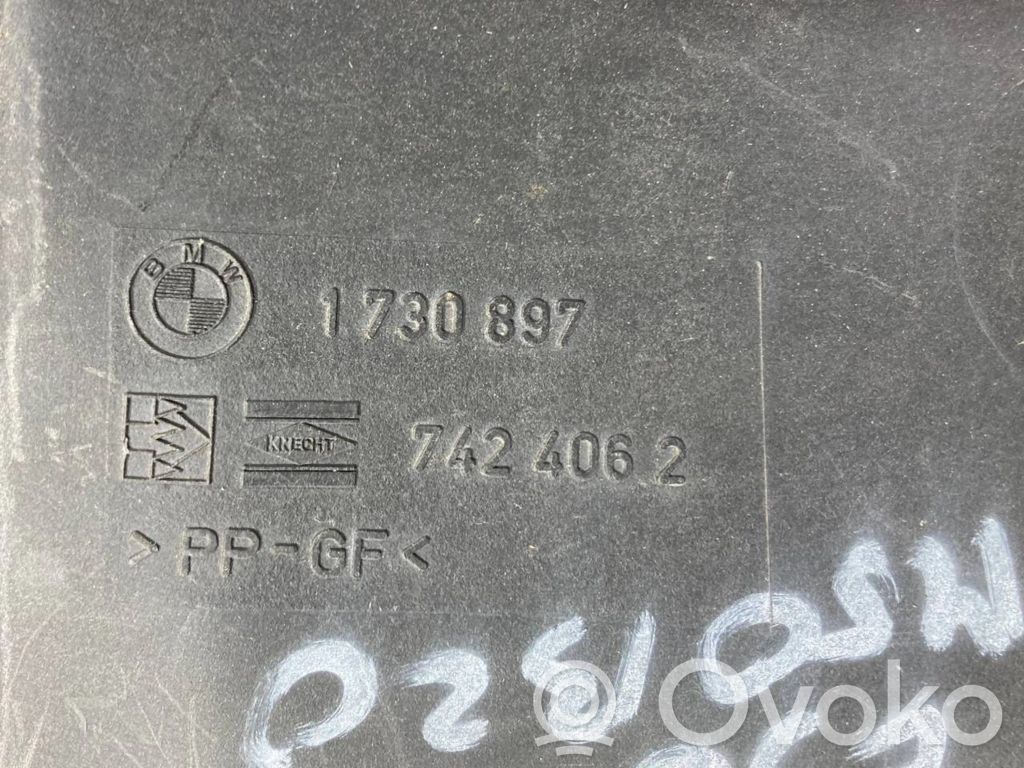 BMW
1 730 897
KNECHT
742 406 2
> PP-GF <
Ovoko